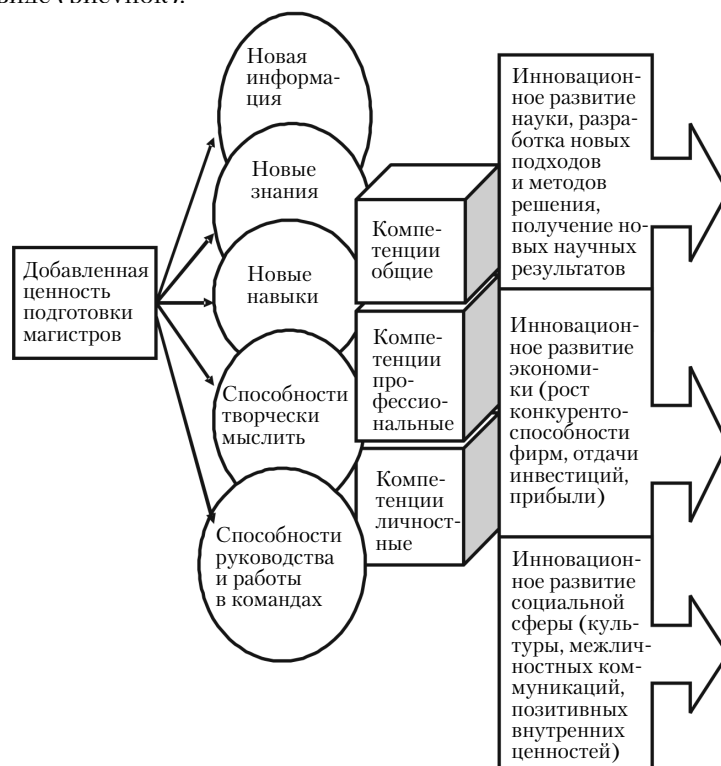 Добавленная
ценность
подготовки
магистров
Новая
информа-
ция
Новые
знания
Новые
навыки
Способности
творчески
мыслить
Способности
руководства
и работы
в командах
Компе-
тенции
общие
Компе-
тенции
про-
фессио-
нальные
Компе-
тенции
личност-
ные
Инновацион-
ное развитие
науки, разра-
ботка новых
подходов
и методов
решения,
получение но-
вых научных
результатов
Инновацион-
ное развитие
экономи-
ки (рост
конкуренто-
способности
фирм, отдачи
инвестиций,
прибыли)
Инновацион-
ное развитие
социальной
сферы (куль-
туры, межлич-
ностных ком-
муникаций,
позитивных
внутренних
ценностей)